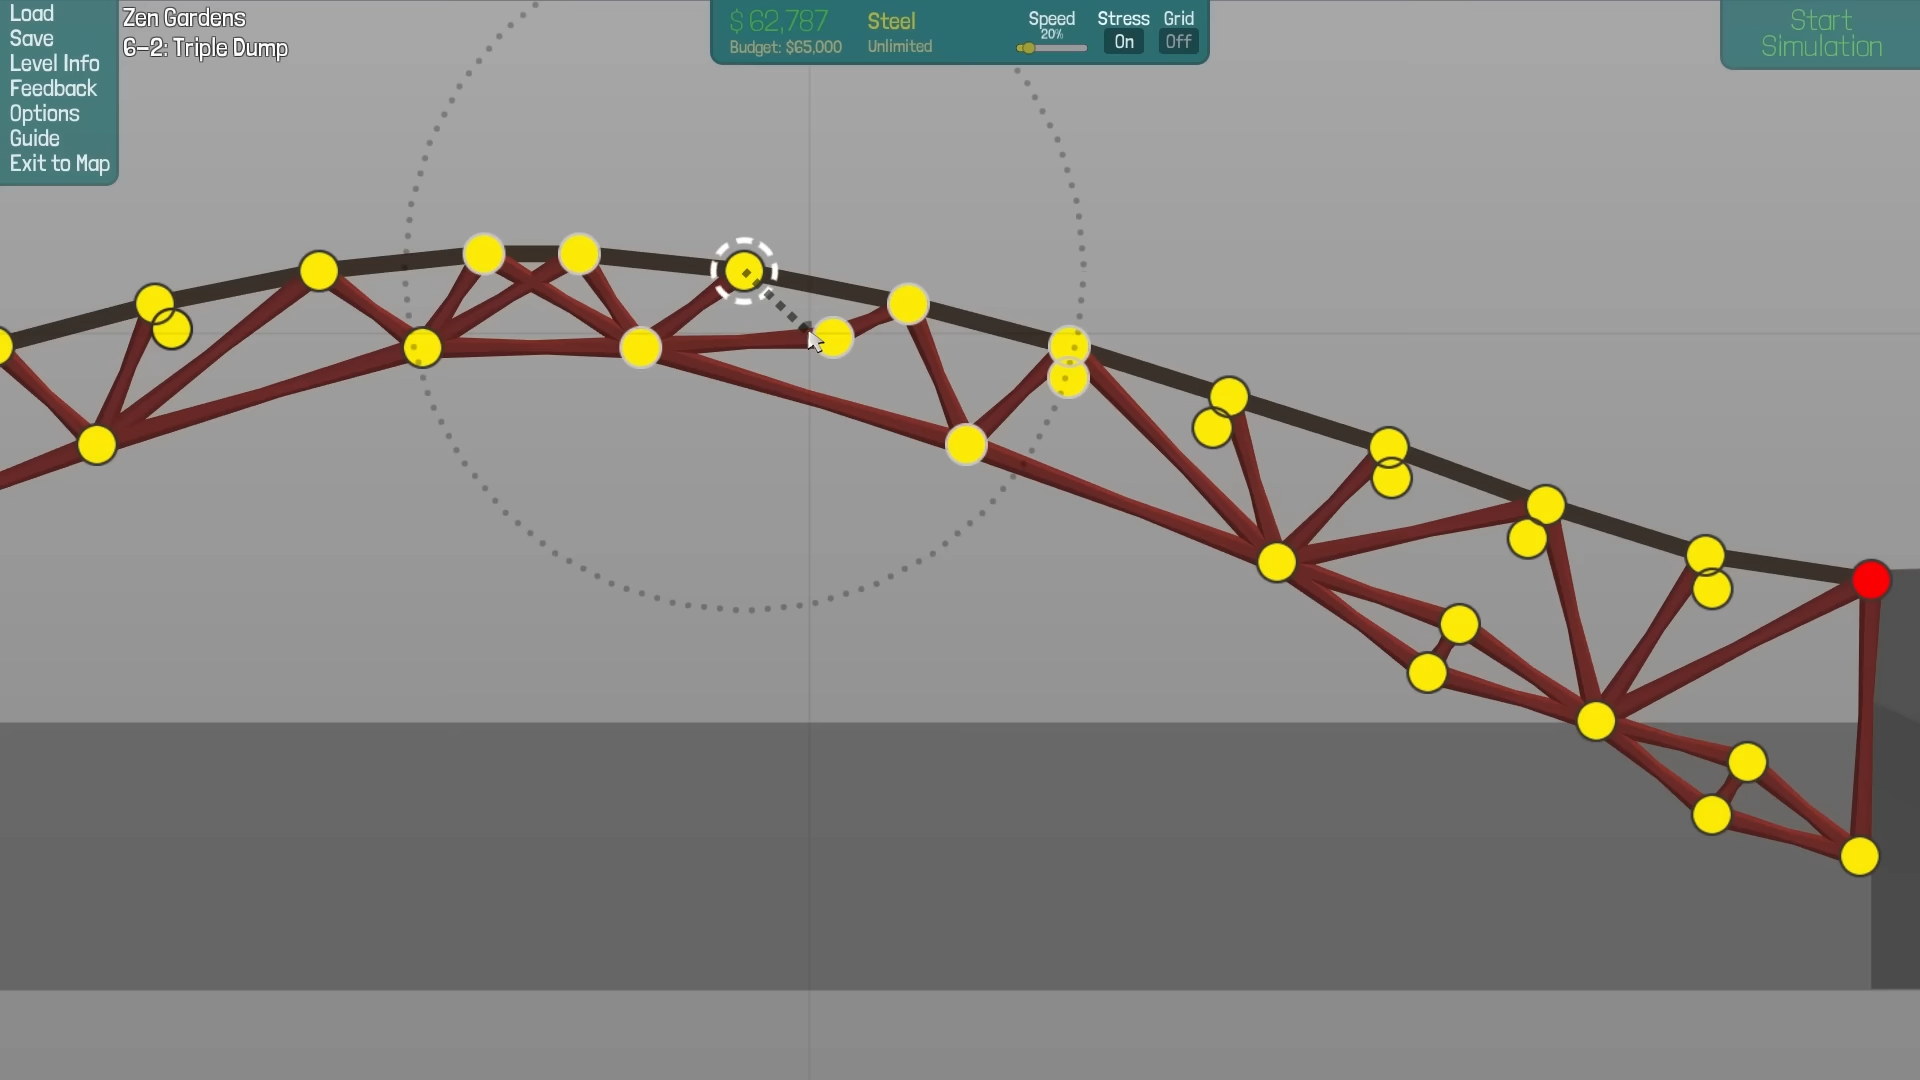 Load
Save
Level Info
Feedback
Options
Guide
Exit to Map
Zen Gardens
6-2: Triple Dump
$ 62,787
Budget: $65,000
Steel
Unlimited
Speed
20%
Stress
On
Grid
Off
Start
Simulation